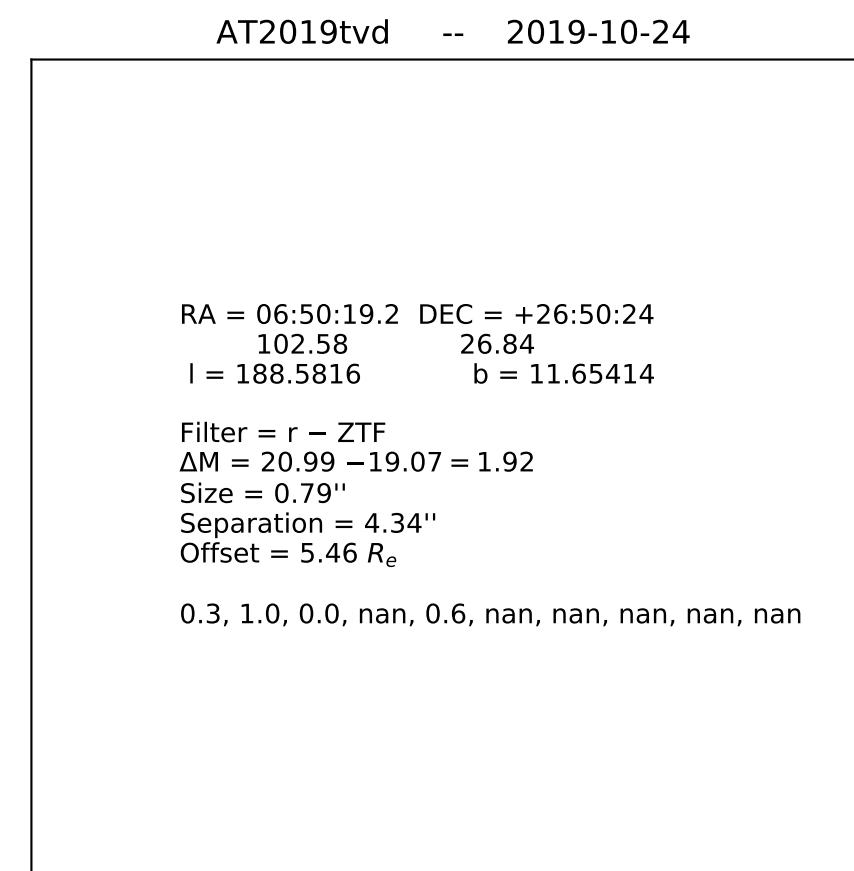 AT2019tvd -- 2019-10-24
RA = 06:50:19.2 DEC = +26:50:24
102.58 26.84
l = 188.5816 b = 11.65414
Filter = r − ZTF
ΔM = 20.99 −19.07 = 1.92
Size = 0.79''
Separation = 4.34''
Offset = 5.46 Rₑ
0.3, 1.0, 0.0, nan, 0.6, nan, nan, nan, nan, nan